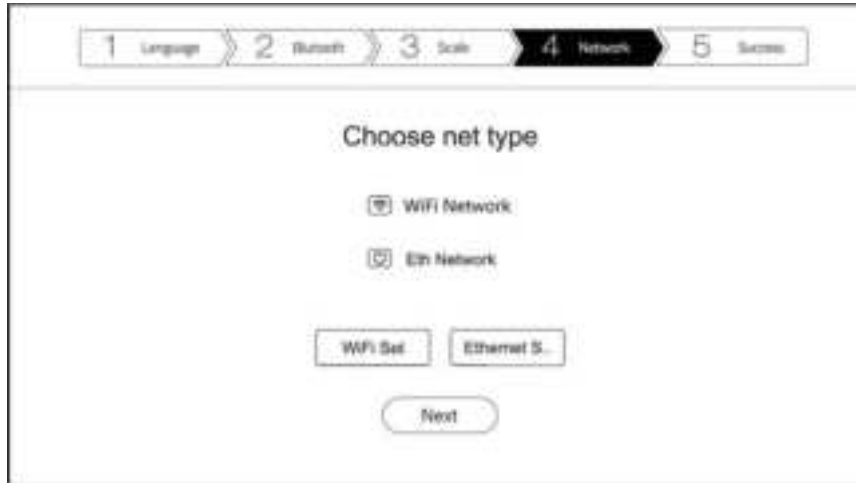 1 Language 2 Bluetooth 3 Scale 4 Network 5 Success
Choose net type
WiFi Network
Eth Network
WiFi Set Ethernet S...
Next